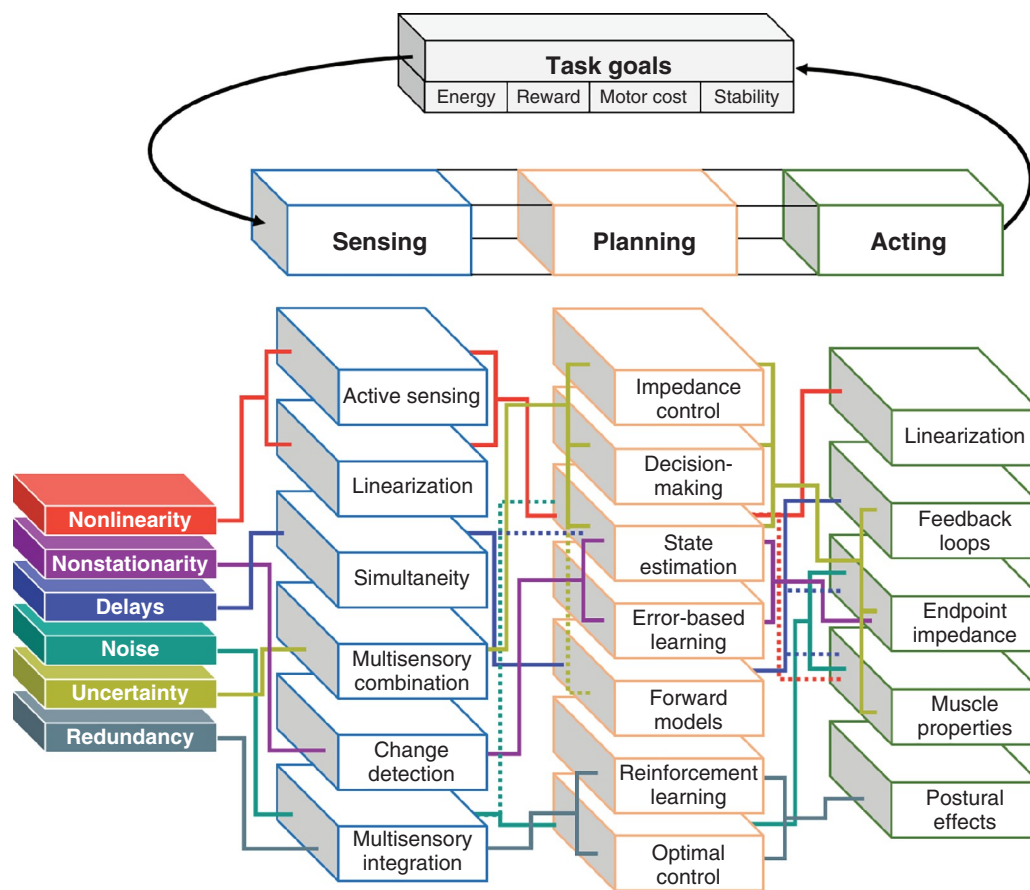 Task goals
Energy
Reward
Motor cost
Stability
Sensing
Planning
Acting
Nonlinearity
Nonstationarity
Delays
Noise
Uncertainty
Redundancy
Active sensing
Linearization
Simultaneity
Multisensory
combination
Change
detection
Multisensory
integration
Impedance
control
Decision-
making
State
estimation
Error-based
learning
Forward
models
Reinforcement
learning
Optimal
control
Linearization
Feedback
loops
Endpoint
impedance
Muscle
properties
Postural
effects